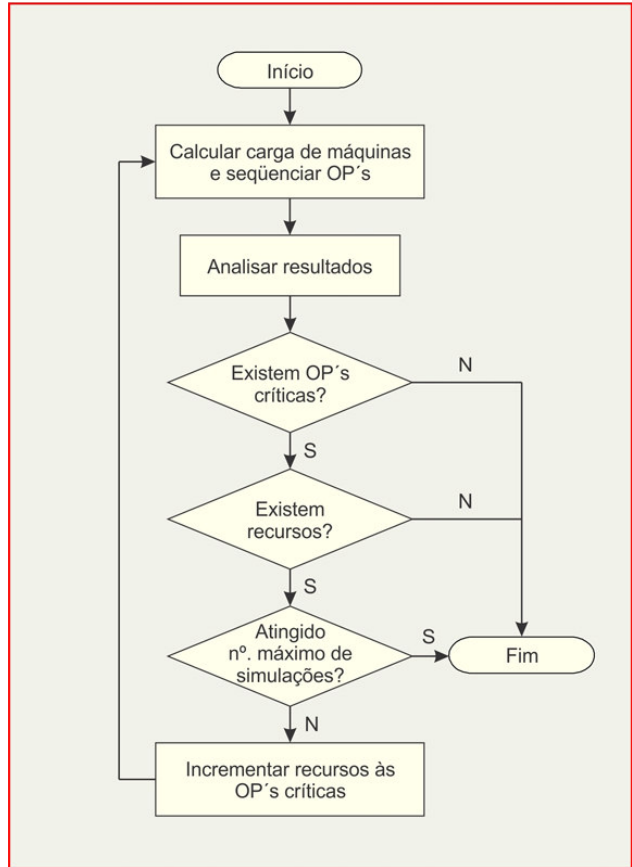 Início
Calcular carga de máquinas
e seqüenciar OP´s
Analisar resultados
Existem OP´s
críticas?
N
S
Existem
recursos?
N
S
Atingido
nº. máximo de
simulações?
S
Fim
N
Incrementar recursos às
OP´s críticas